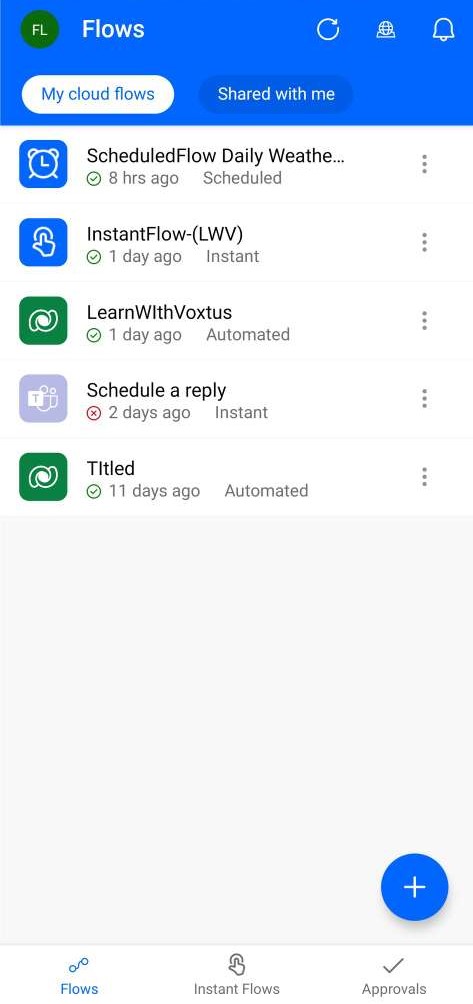 FL Flows
My cloud flows Shared with me
ScheduledFlow Daily Weathe...
8 hrs ago Scheduled
InstantFlow-(LWV)
1 day ago Instant
LearnWIthVoxtus
1 day ago Automated
Schedule a reply
T
2 days ago Instant
TItled
11 days ago Automated
Flows Instant Flows Approvals